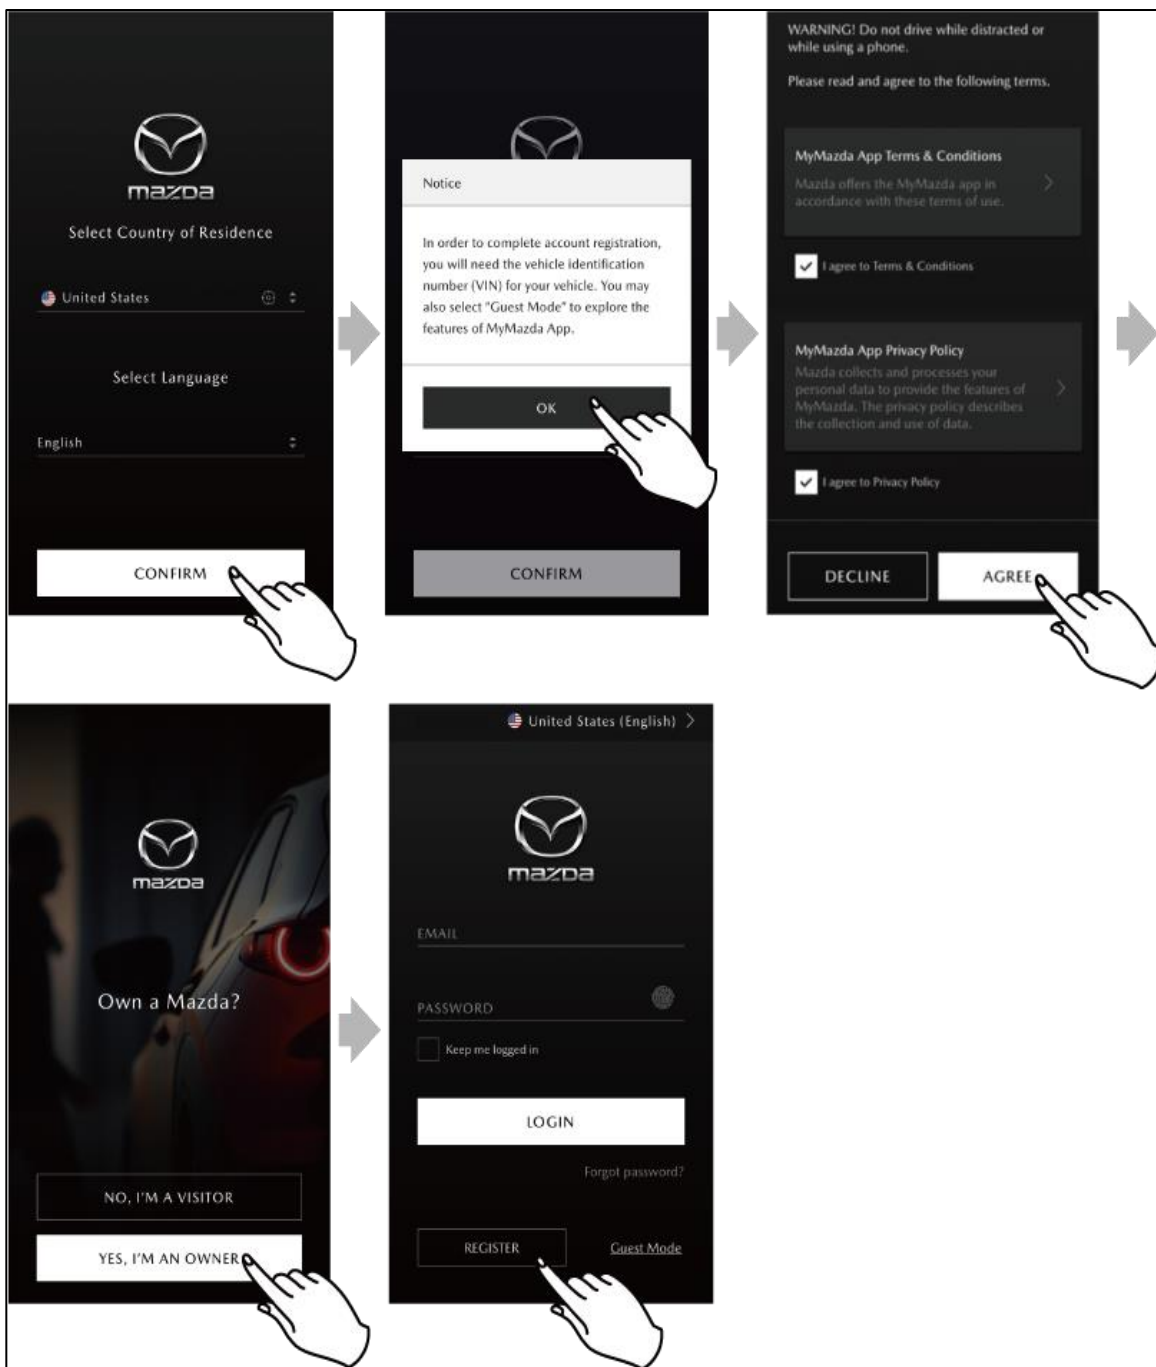 mazda
Select Country of Residence
United States
Select Language
English
CONFIRM
Notice
In order to complete account registration,
you will need the vehicle identification
number (VIN) for your vehicle. You may
also select "Guest Mode" to explore the
features of MyMazda App.
OK
CONFIRM
WARNING! Do not drive while distracted or
while using a phone.
Please read and agree to the following terms.
MyMazda App Terms & Conditions
Mazda offers the MyMazda app in
accordance with these terms of use.
I agree to Terms & Conditions
MyMazda App Privacy Policy
Mazda collects and processes your
personal data to provide the features of
MyMazda. The privacy policy describes
the collection and use of data.
I agree to Privacy Policy
DECLINE
AGREE
mazda
Own a Mazda?
NO, I'M A VISITOR
YES, I'M AN OWNER
United States (English)
mazda
EMAIL
PASSWORD
Keep me logged in
LOGIN
Forgot password?
REGISTER
Guest Mode